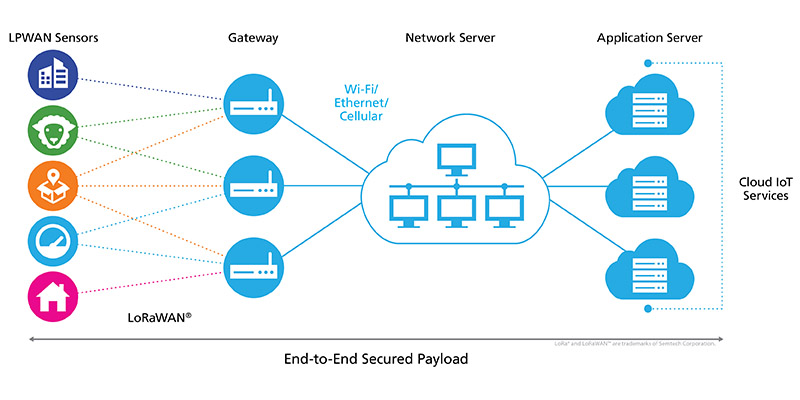 LPWAN Sensors
Gateway
Network Server
Application Server
Wi-Fi/
Ethernet/
Cellular
Cloud IoT
Services
LoRaWAN®
LoRa® and LoRaWAN™ are trademarks of Semtech Corporation.
End-to-End Secured Payload